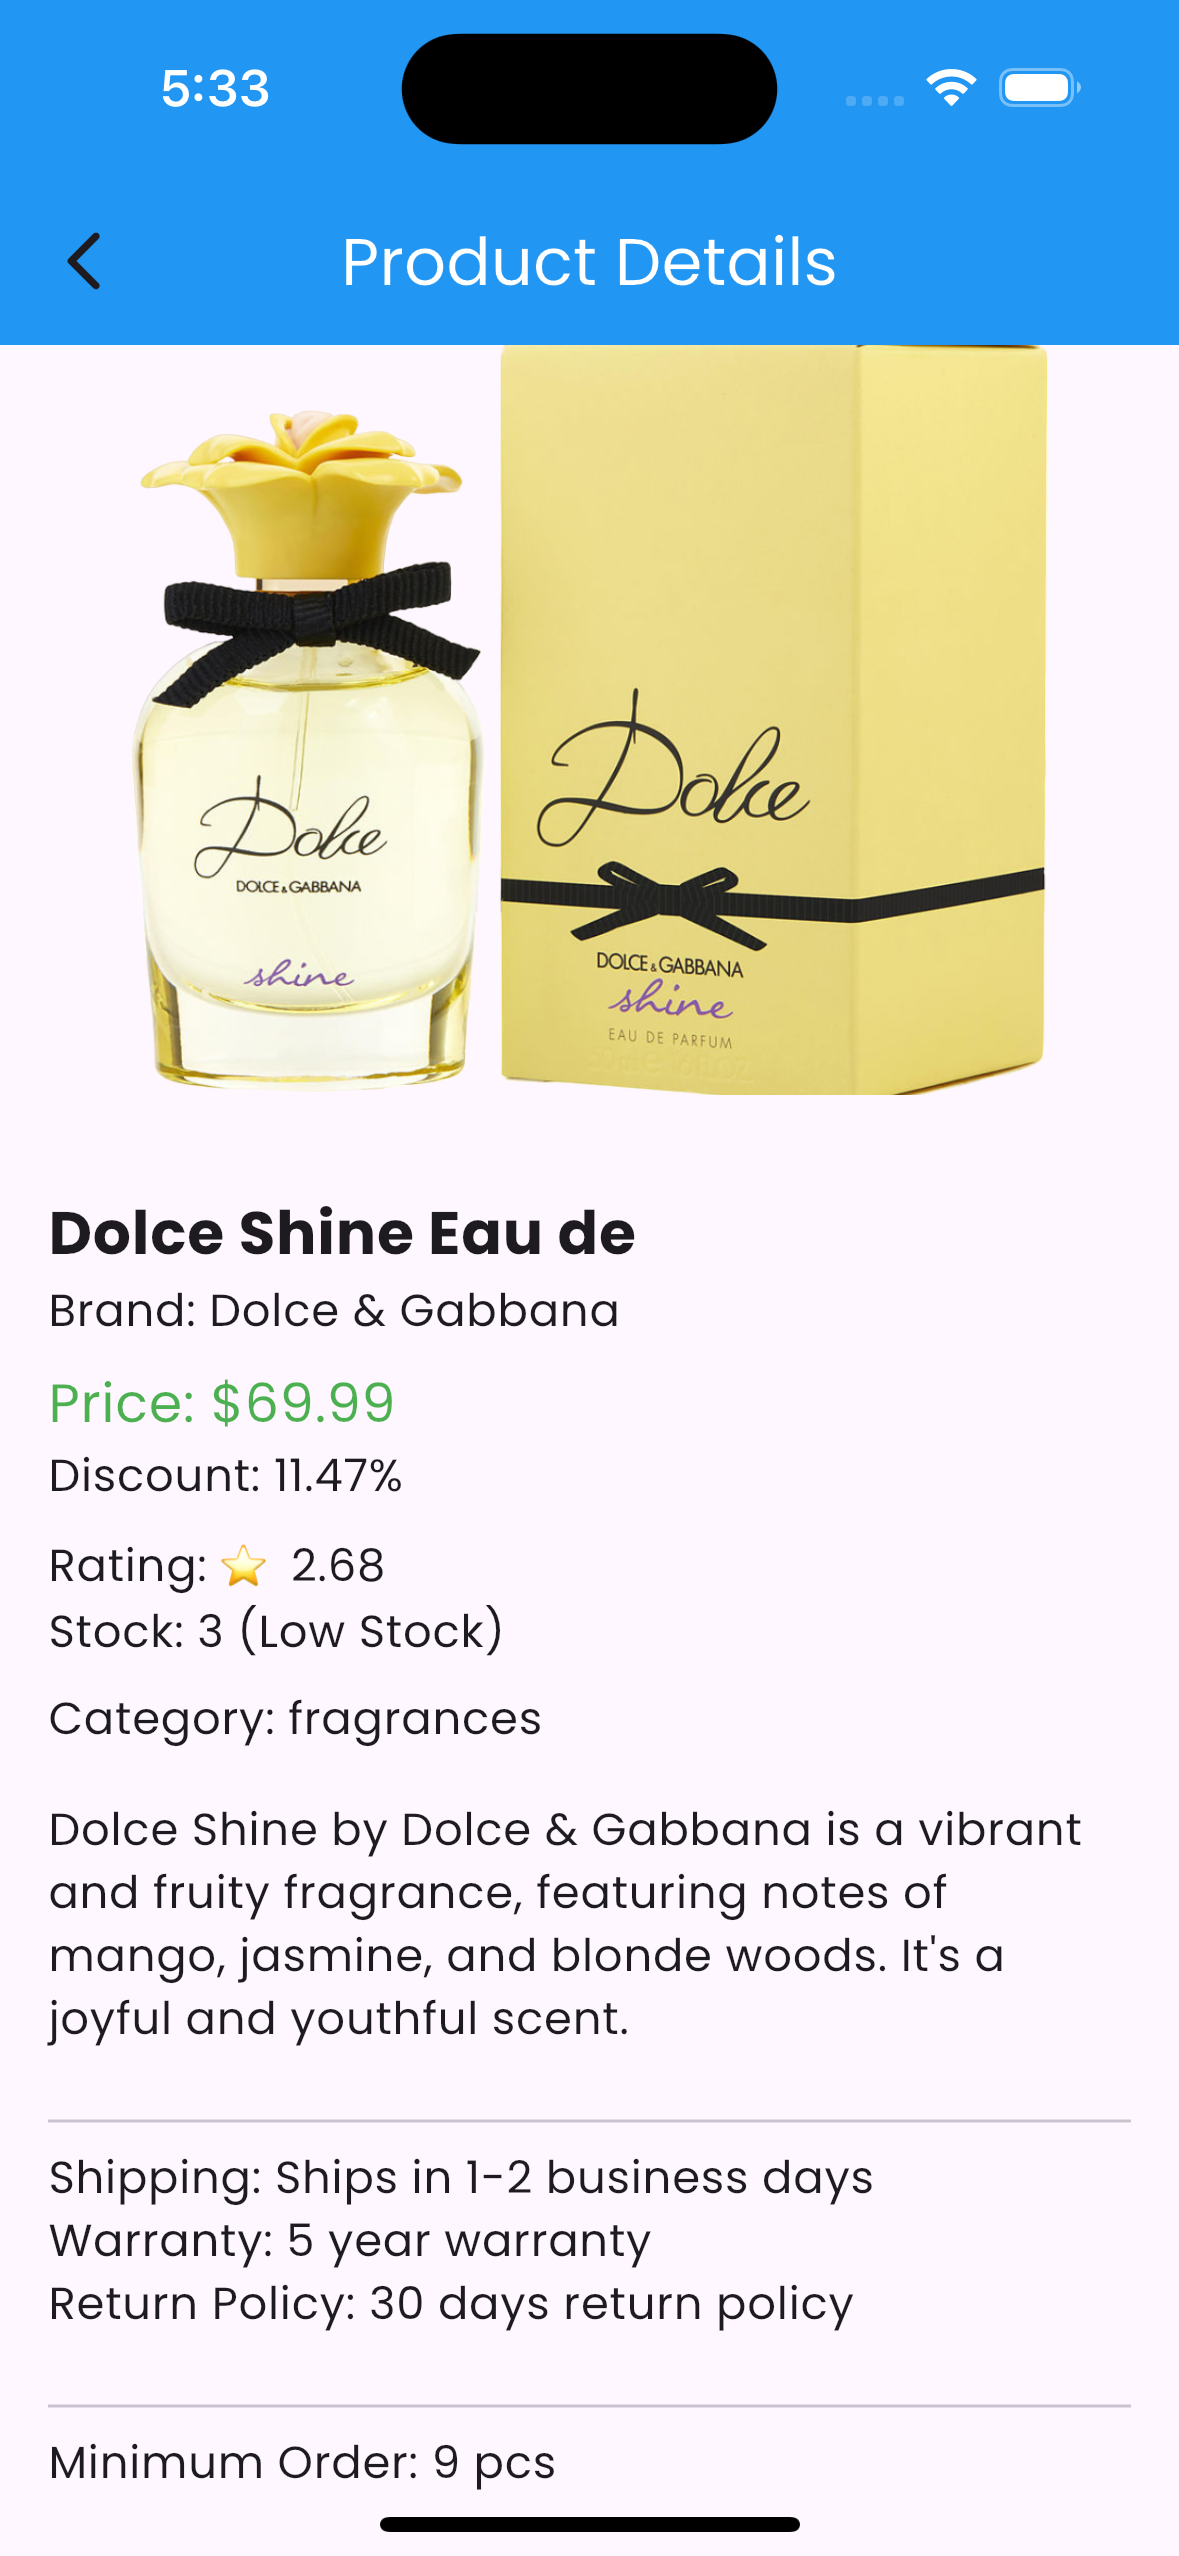 5:33
Product Details
Dolce
DOLCE & GABBANA
shine
Dolce
DOLCE & GABBANA
shine
EAU DE PARFUM
Dolce Shine Eau de
Brand: Dolce & Gabbana
Price: $69.99
Discount: 11.47%
Rating: ⭐ 2.68
Stock: 3 (Low Stock)
Category: fragrances
Dolce Shine by Dolce & Gabbana is a vibrant
and fruity fragrance, featuring notes of
mango, jasmine, and blonde woods. It's a
joyful and youthful scent.
Shipping: Ships in 1-2 business days
Warranty: 5 year warranty
Return Policy: 30 days return policy
Minimum Order: 9 pcs